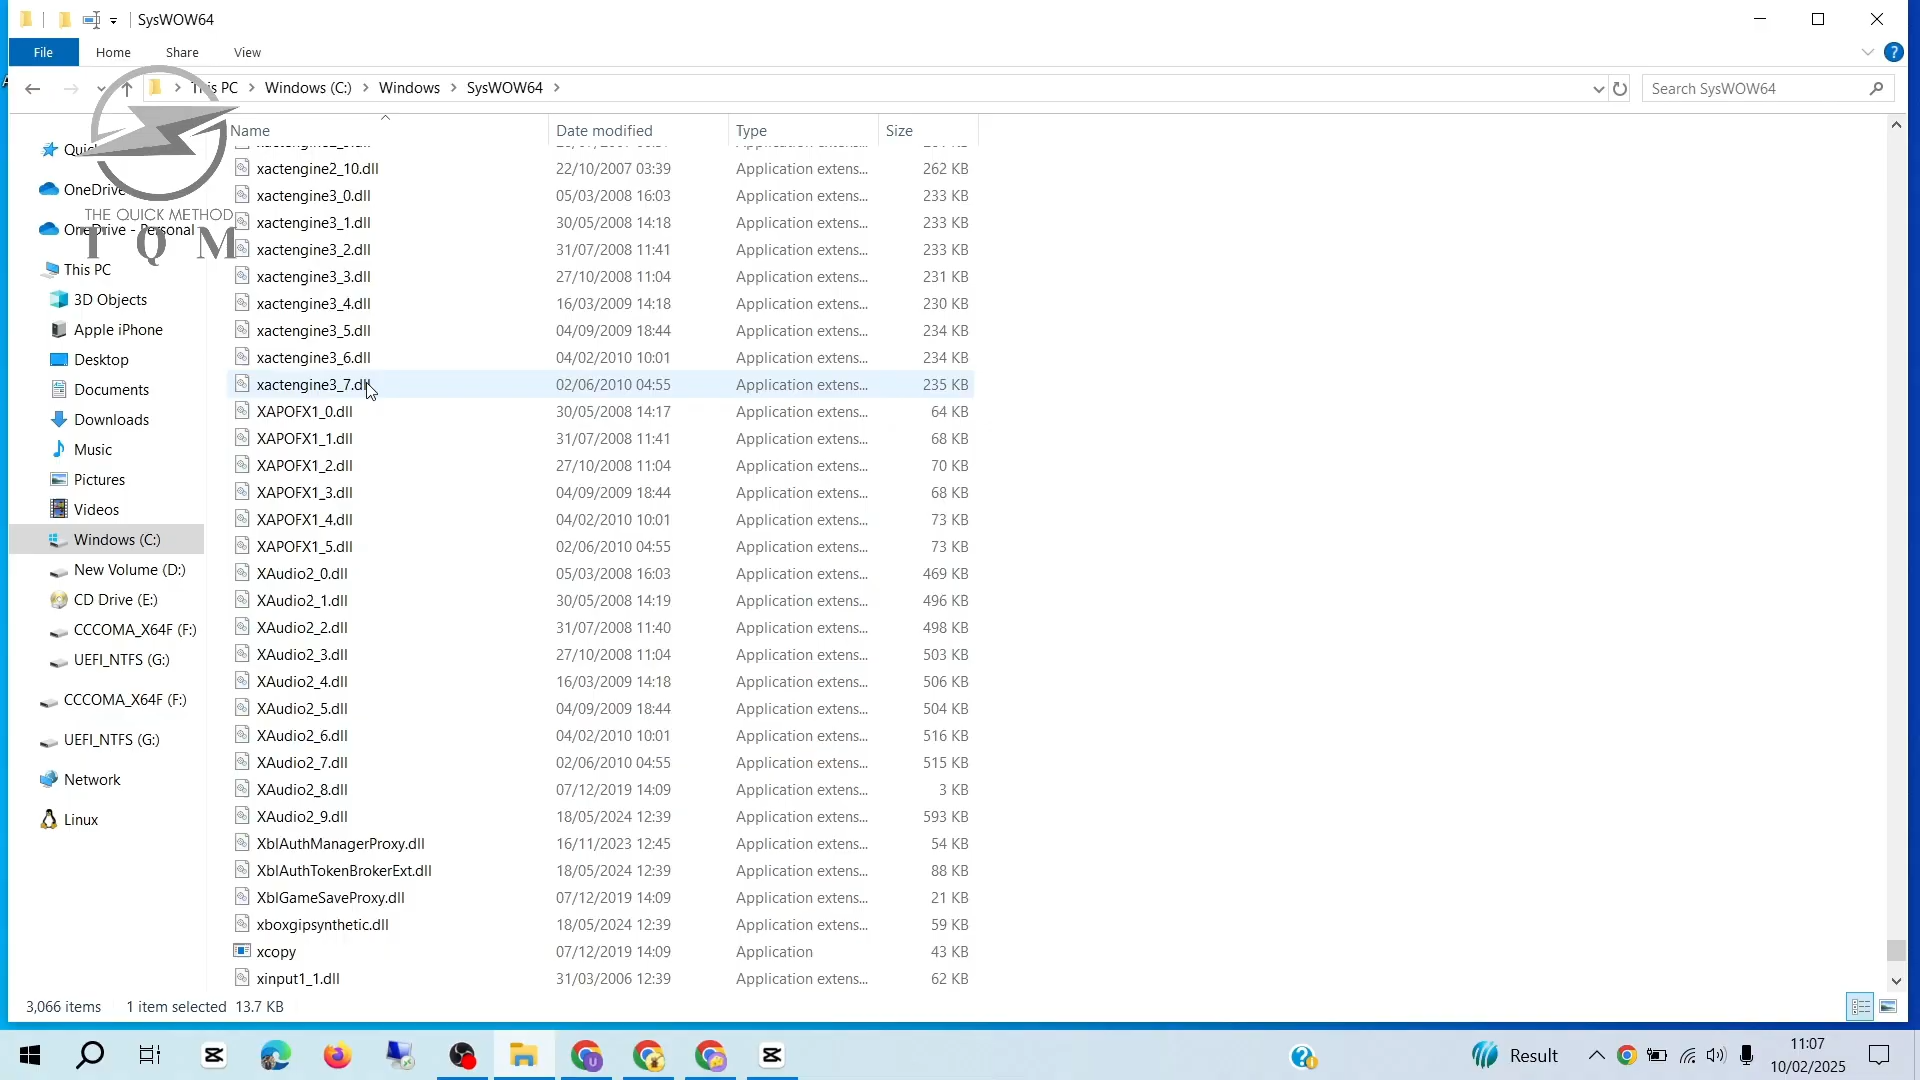 SysWOW64
File
Home
Share
View
This PC > Windows (C:) > Windows > SysWOW64 >
Search SysWOW64
Name
Date modified
Type
Size
xactengine2_10.dll 22/10/2007 03:39 Application extens... 262 KB
xactengine3_0.dll 05/03/2008 16:03 Application extens... 233 KB
xactengine3_1.dll 30/05/2008 14:18 Application extens... 233 KB
xactengine3_2.dll 31/07/2008 11:41 Application extens... 233 KB
xactengine3_3.dll 27/10/2008 11:04 Application extens... 231 KB
xactengine3_4.dll 16/03/2009 14:18 Application extens... 230 KB
xactengine3_5.dll 04/09/2009 18:44 Application extens... 234 KB
xactengine3_6.dll 04/02/2010 10:01 Application extens... 234 KB
xactengine3_7.dll 02/06/2010 04:55 Application extens... 235 KB
XAPOFX1_0.dll 30/05/2008 14:17 Application extens... 64 KB
XAPOFX1_1.dll 31/07/2008 11:41 Application extens... 68 KB
XAPOFX1_2.dll 27/10/2008 11:04 Application extens... 70 KB
XAPOFX1_3.dll 04/09/2009 18:44 Application extens... 68 KB
XAPOFX1_4.dll 04/02/2010 10:01 Application extens... 73 KB
XAPOFX1_5.dll 02/06/2010 04:55 Application extens... 73 KB
XAudio2_0.dll 05/03/2008 16:03 Application extens... 469 KB
XAudio2_1.dll 30/05/2008 14:19 Application extens... 496 KB
XAudio2_2.dll 31/07/2008 11:40 Application extens... 498 KB
XAudio2_3.dll 27/10/2008 11:04 Application extens... 503 KB
XAudio2_4.dll 16/03/2009 14:18 Application extens... 506 KB
XAudio2_5.dll 04/09/2009 18:44 Application extens... 504 KB
XAudio2_6.dll 04/02/2010 10:01 Application extens... 516 KB
XAudio2_7.dll 02/06/2010 04:55 Application extens... 515 KB
XAudio2_8.dll 07/12/2019 14:09 Application extens... 3 KB
XAudio2_9.dll 18/05/2024 12:39 Application extens... 593 KB
XblAuthManagerProxy.dll 16/11/2023 12:45 Application extens... 54 KB
XblAuthTokenBrokerExt.dll 18/05/2024 12:39 Application extens... 88 KB
XblGameSaveProxy.dll 07/12/2019 14:09 Application extens... 21 KB
xboxgipsynthetic.dll 18/05/2024 12:39 Application extens... 59 KB
xcopy 07/12/2019 14:09 Application 43 KB
xinput1_1.dll 31/03/2006 12:39 Application extens... 62 KB
OneDrive
THE QUICK METHOD
OneDrive - Personal
T Q M
This PC
3D Objects
Apple iPhone
Desktop
Documents
Downloads
Music
Pictures
Videos
Windows (C:)
New Volume (D:)
CD Drive (E:)
CCCOMA_X64F (F:)
UEFI_NTFS (G:)
CCCOMA_X64F (F:)
UEFI_NTFS (G:)
Network
Linux
3,066 items 1 item selected 13.7 KB
Result
11:07
10/02/2025